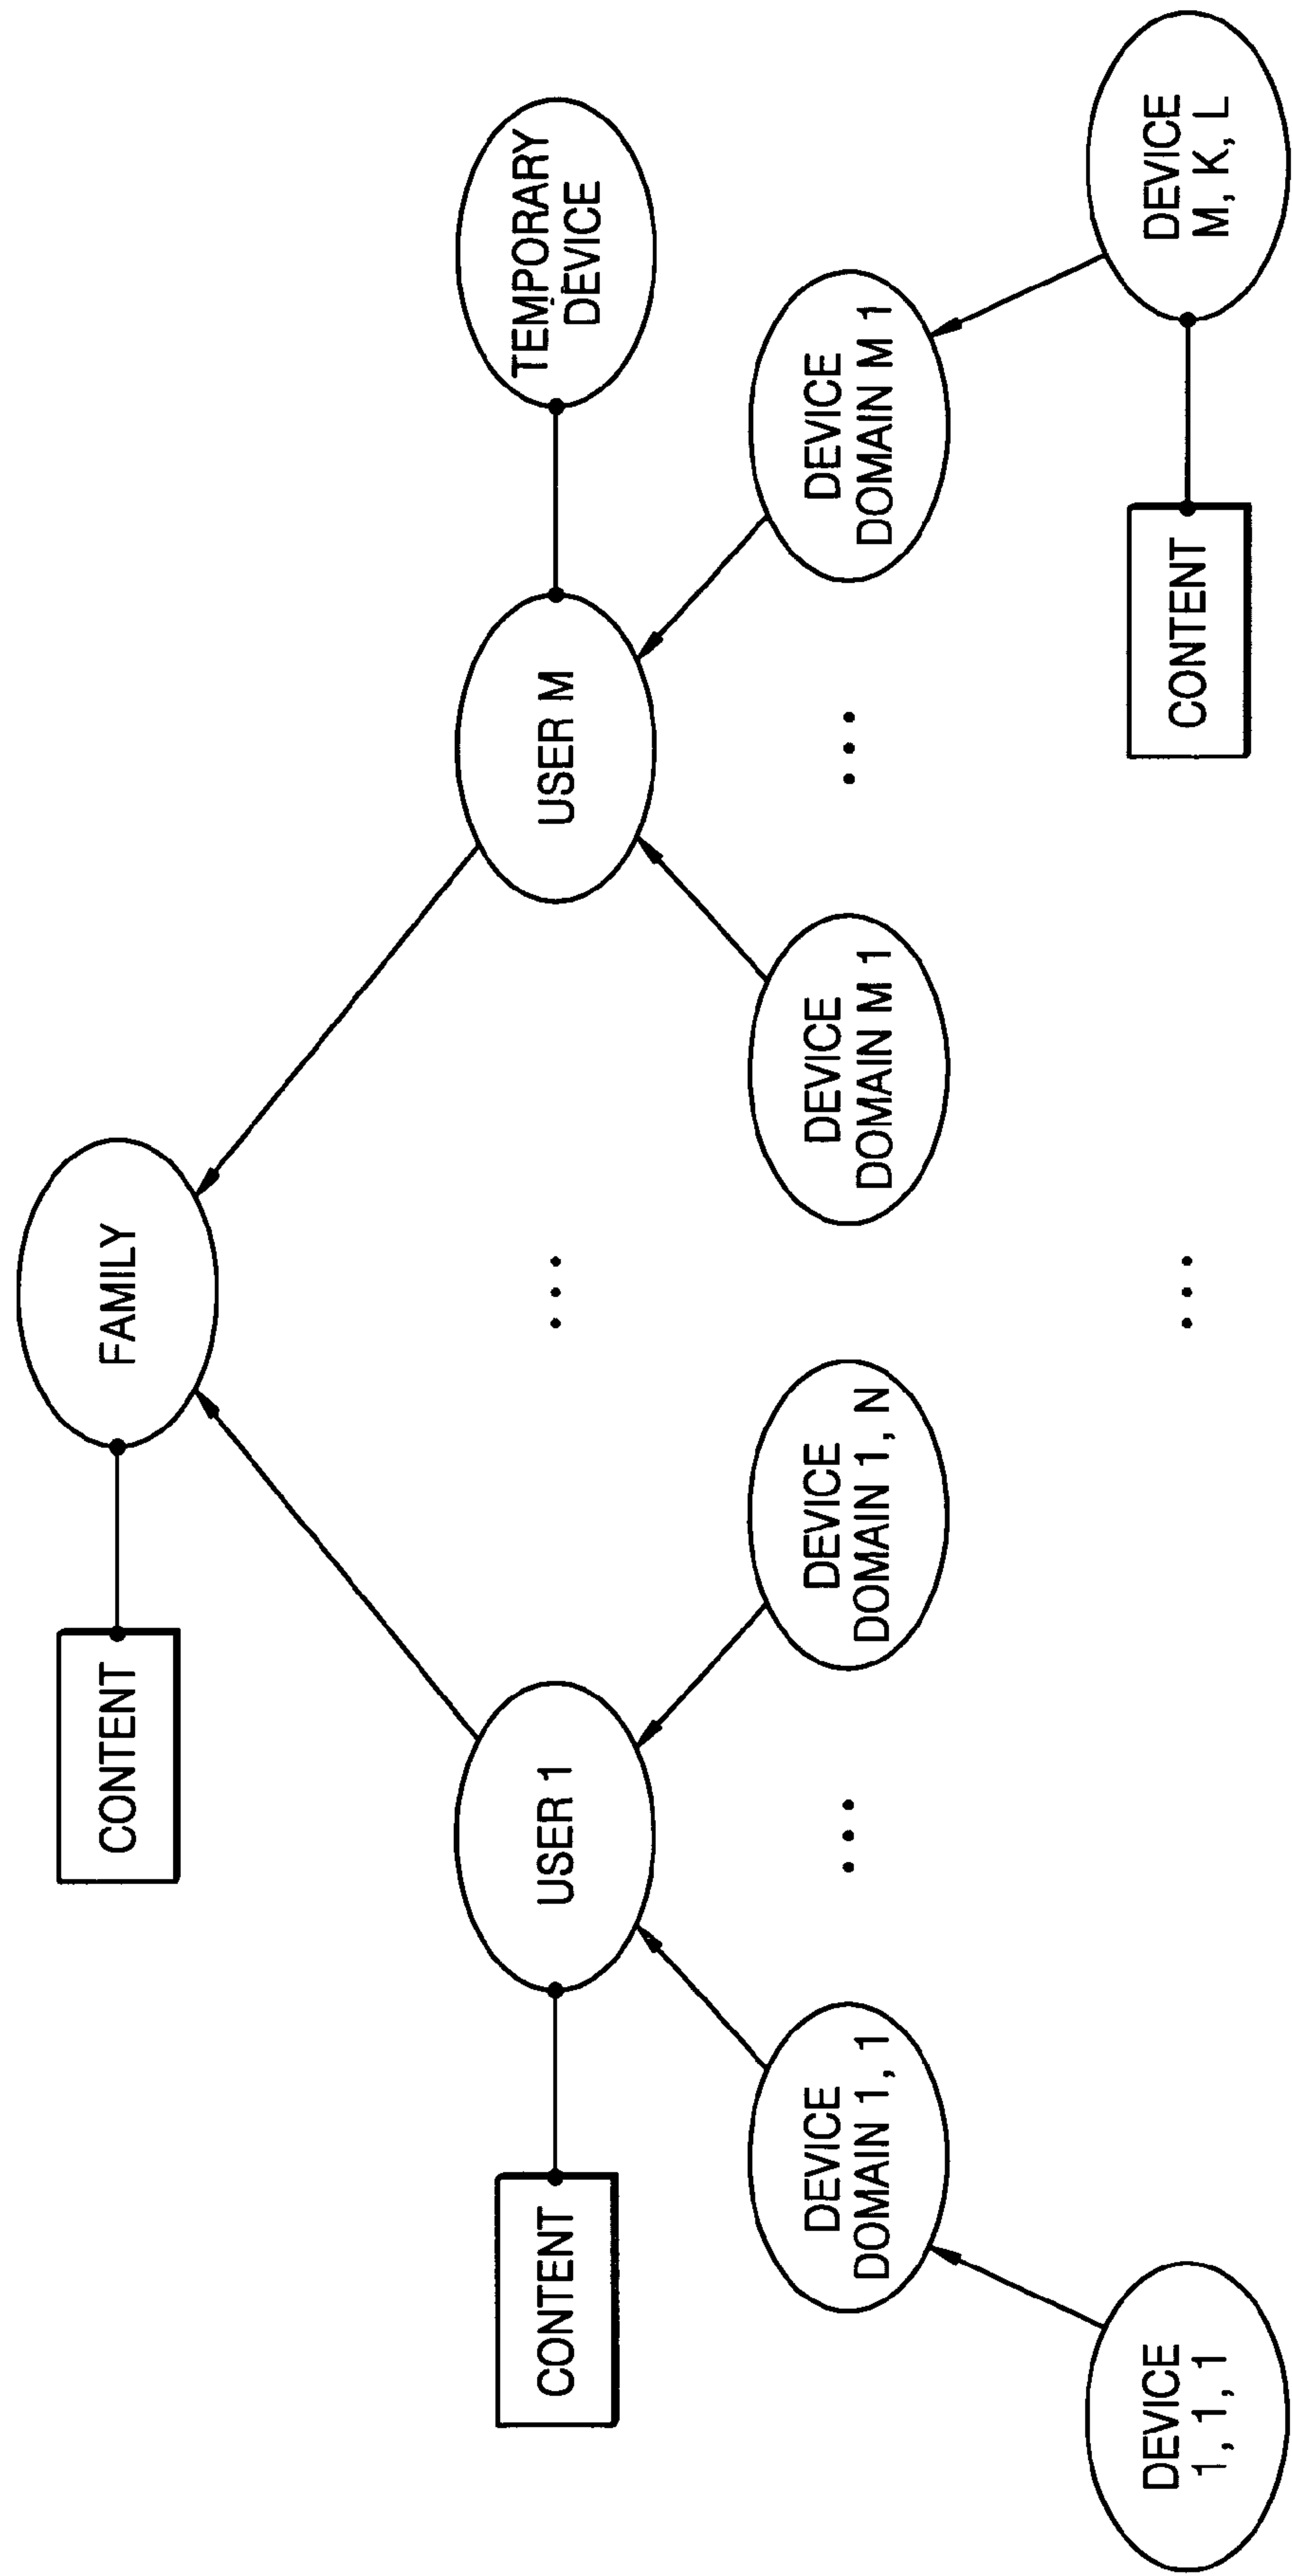 FAMILY
CONTENT
USER 1
CONTENT
USER M
TEMPORARY
DEVICE
DEVICE
DOMAIN 1, 1
...
DEVICE
DOMAIN 1, N
...
DEVICE
DOMAIN M 1
...
DEVICE
DOMAIN M 1
DEVICE
1, 1, 1
...
CONTENT
DEVICE
M, K, L